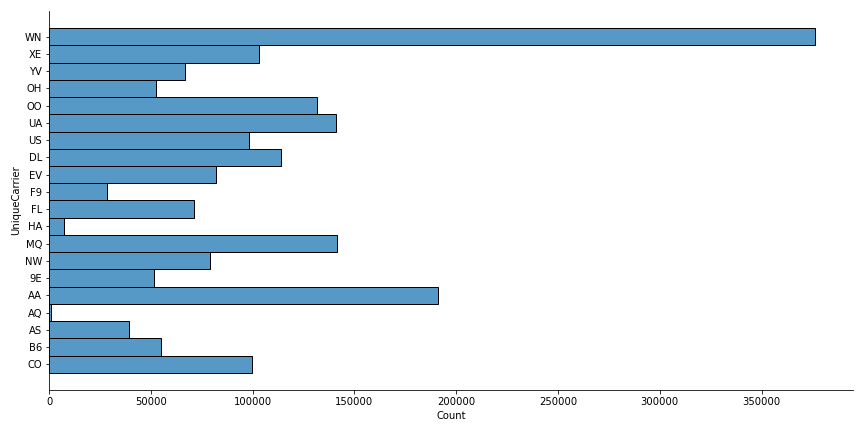 WN
XE
YV
OH
OO
UA
US
DL
EV
F9
FL
HA
MQ
NW
9E
AA
AQ
AS
B6
CO
UniqueCarrier
0 50000 100000 150000 200000 250000 300000 350000
Count